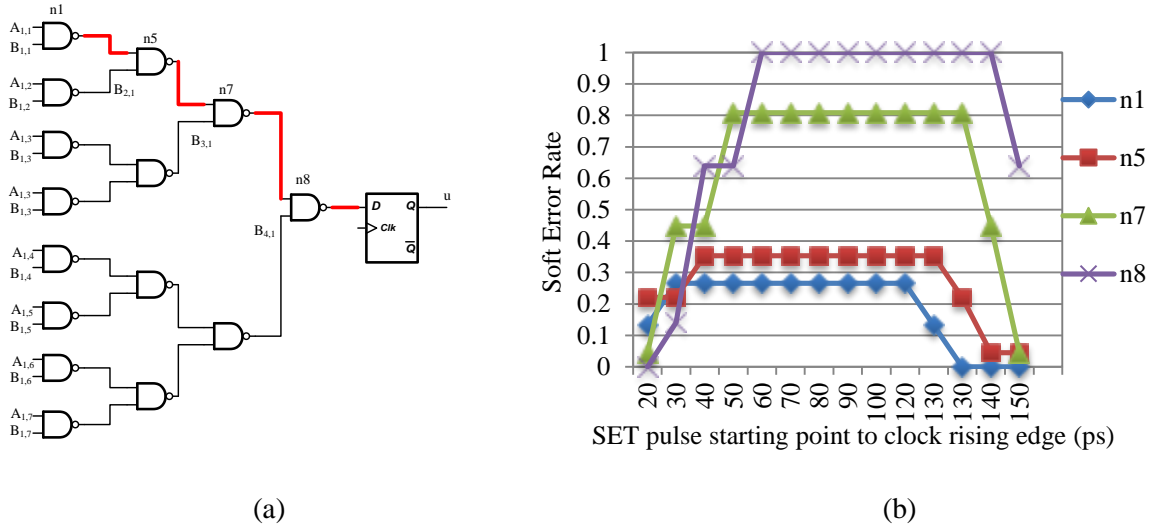 n1
A1,1
B1,1
n5
A1,2
B1,2
B2,1
n7
A1,3
B1,3
B3,1
A1,3
B1,3
n8
D Q
Clk
Q
u
B4,1
A1,4
B1,4
A1,5
B1,5
A1,6
B1,6
A1,7
B1,7
(a)
Soft Error Rate
1
0.9
0.8
0.7
0.6
0.5
0.4
0.3
0.2
0.1
0
20 30 40 50 60 70 80 90 100 120 130 130 140 150
SET pulse starting point to clock rising edge (ps)
n1
n5
n7
n8
(b)